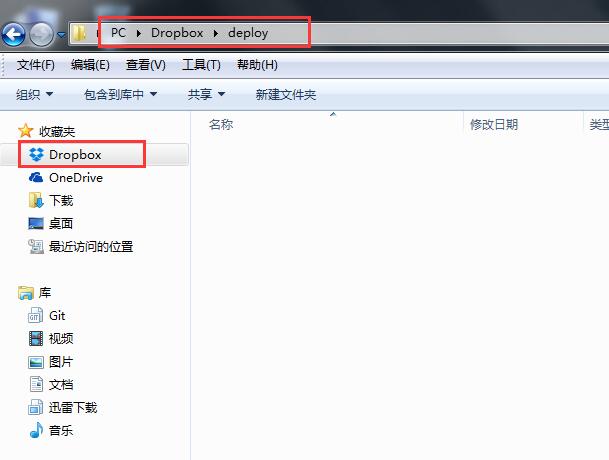 PC Dropbox deploy
文件(F) 编辑(E) 查看(V) 工具(T) 帮助(H)
组织 包含到库中 共享 新建文件夹
名称 修改日期 类型
收藏夹
Dropbox
OneDrive
下载
桌面
最近访问的位置
库
Git
视频
图片
文档
迅雷下载
音乐